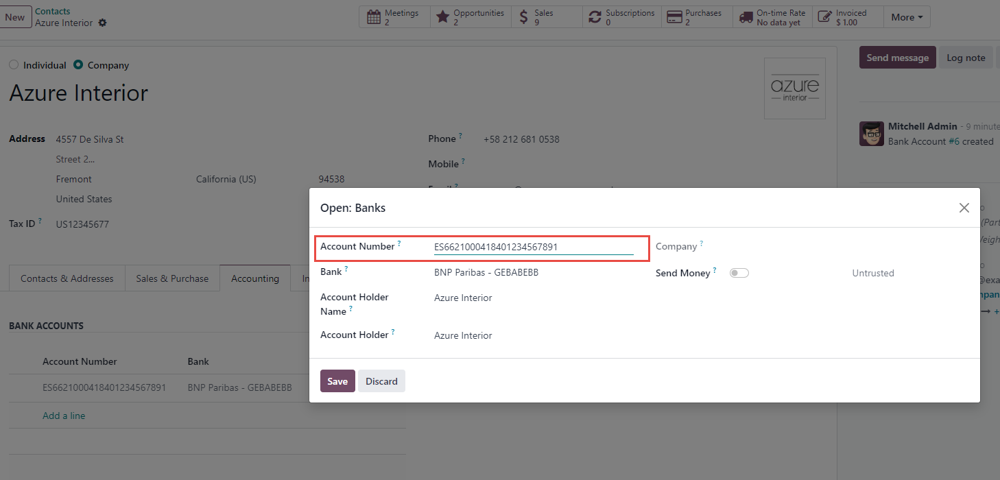 New
Contacts
Azure Interior
Meetings
2
Opportunities
2
Sales
9
Subscriptions
0
Purchases
2
On-time Rate
No data yet
Invoiced
$ 1.00
More
Send message
Log note
Individual
Company
Azure Interior
azure
interior
Address
4557 De Silva St
Street 2...
Fremont
California (US)
94538
United States
Tax ID ?
US12345677
Phone ?
+58 212 681 0538
Mobile ?
Mitchell Admin - 9 minute
Bank Account #6 created
Contacts & Addresses
Sales & Purchase
Accounting
In
BANK ACCOUNTS
Account Number
Bank
ES6621000418401234567891
BNP Paribas - GEBABEBB
Add a line
Open: Banks
Account Number ?
ES6621000418401234567891
Bank ?
BNP Paribas - GEBABEBB
Account Holder
Name ?
Azure Interior
Account Holder ?
Azure Interior
Company ?
Send Money ?
Untrusted
Save
Discard